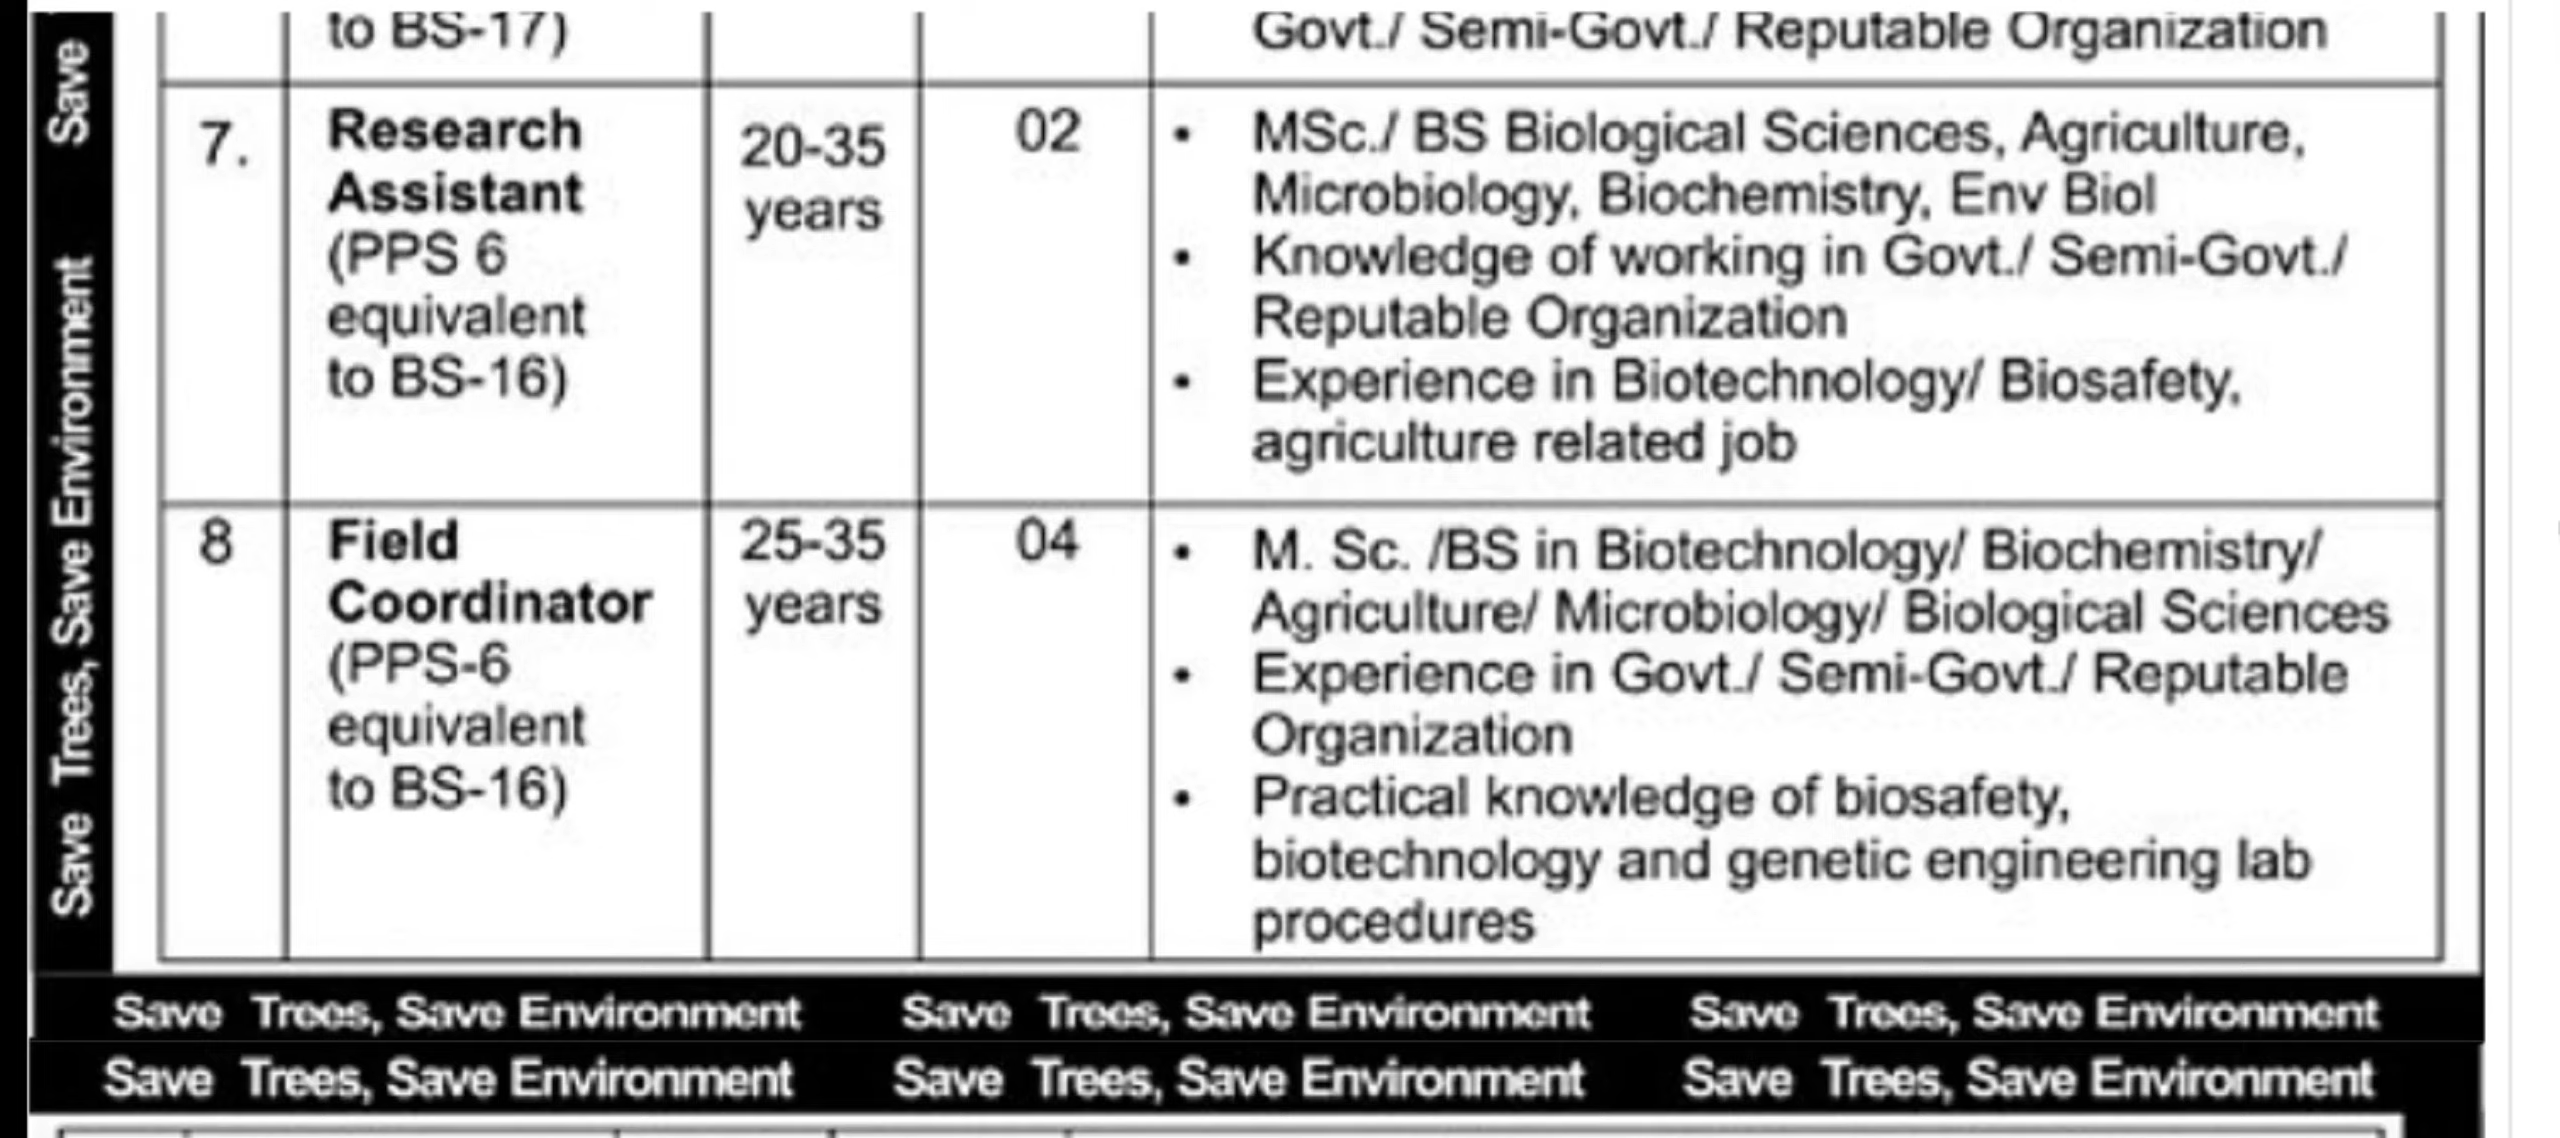 to BS-17)
Govt./ Semi-Govt./ Reputable Organization
7.
Research
Assistant
(PPS 6
equivalent
to BS-16)
20-35
years
02
• MSc./ BS Biological Sciences, Agriculture,
Microbiology, Biochemistry, Env Biol
• Knowledge of working in Govt./ Semi-Govt./
Reputable Organization
• Experience in Biotechnology/ Biosafety,
agriculture related job
8
Field
Coordinator
(PPS-6
equivalent
to BS-16)
25-35
years
04
• M. Sc. /BS in Biotechnology/ Biochemistry/
Agriculture/ Microbiology/ Biological Sciences
• Experience in Govt./ Semi-Govt./ Reputable
Organization
• Practical knowledge of biosafety,
biotechnology and genetic engineering lab
procedures
Save Trees, Save Environment Save
Save Trees, Save Environment Save Trees, Save Environment Save Trees, Save Environment
Save Trees, Save Environment Save Trees, Save Environment Save Trees, Save Environment